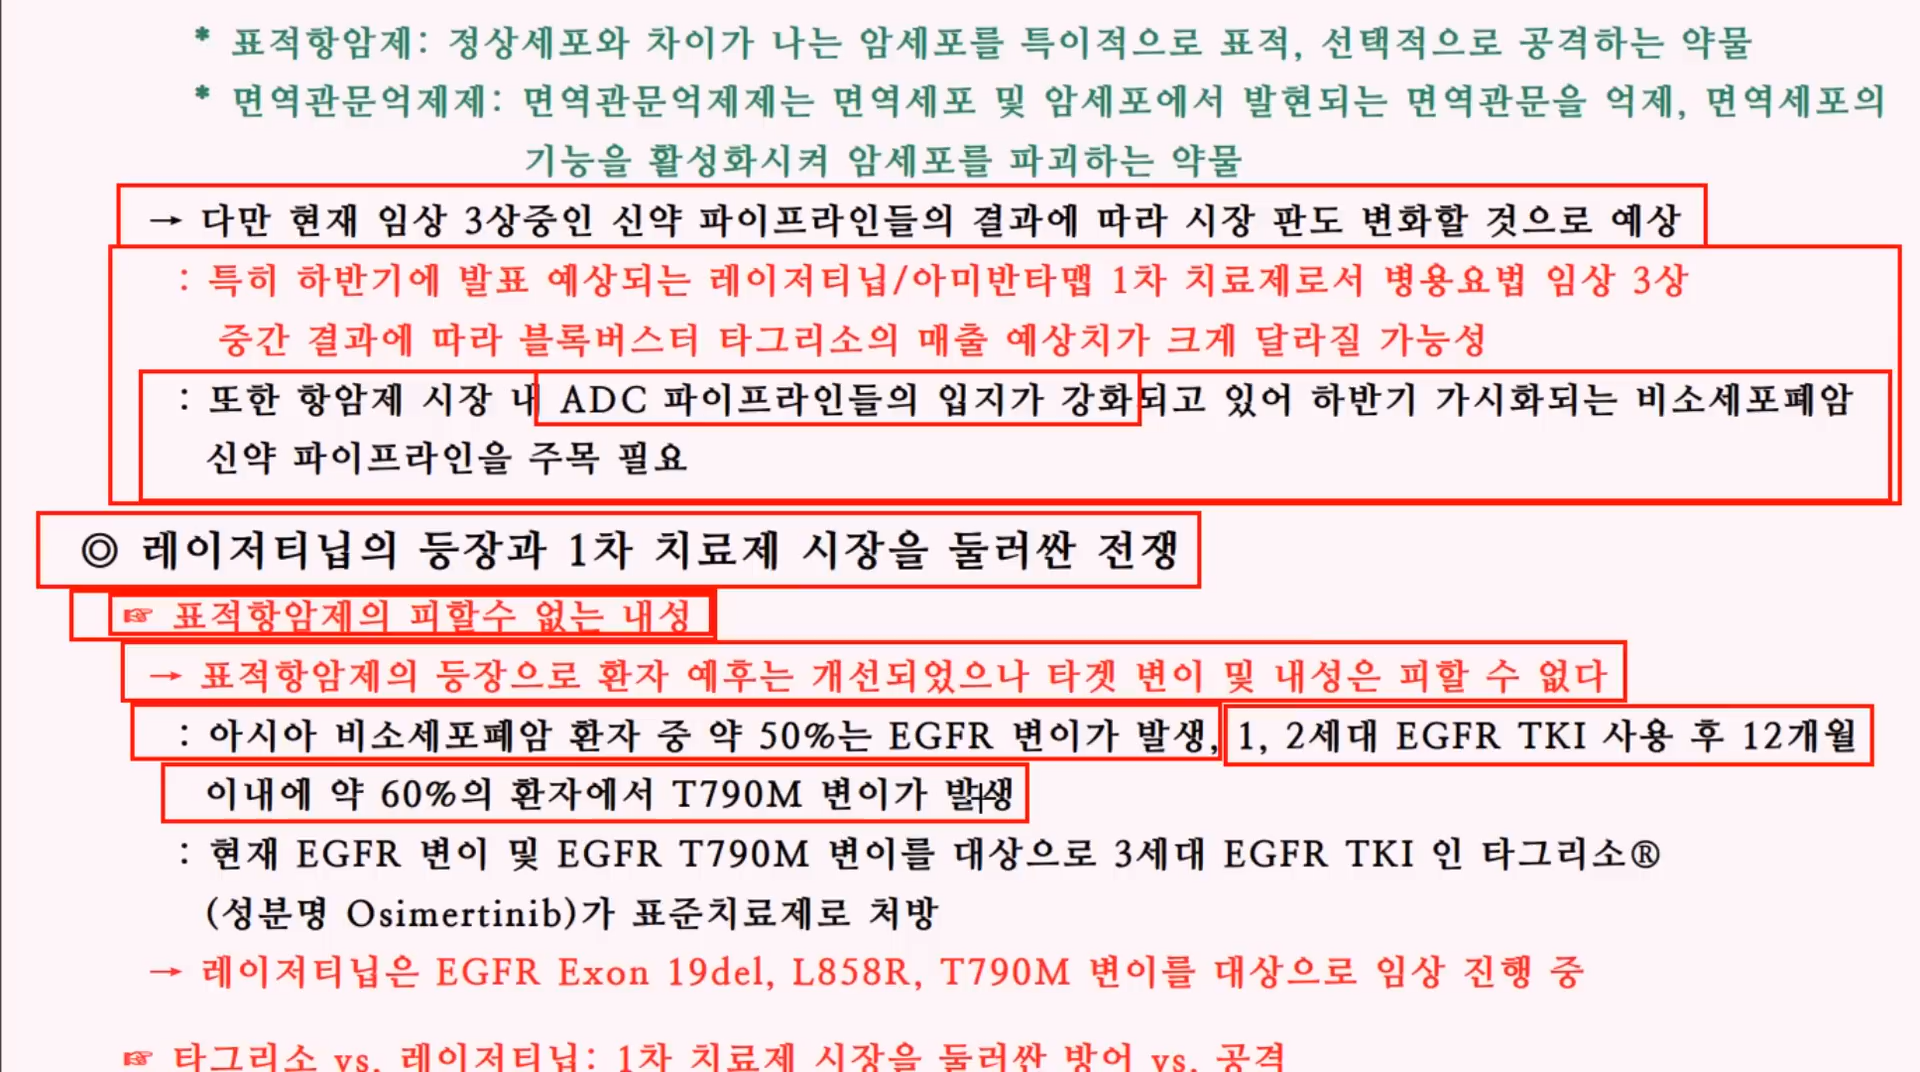 * 표적항암제: 정상세포와 차이가 나는 암세포를 특이적으로 표적, 선택적으로 공격하는 약물
* 면역관문억제제: 면역관문억제제는 면역세포 및 암세포에서 발현되는 면역관문을 억제, 면역세포의
기능을 활성화시켜 암세포를 파괴하는 약물
→ 다만 현재 임상 3상중인 신약 파이프라인들의 결과에 따라 시장 판도 변화할 것으로 예상
: 특히 하반기에 발표 예상되는 레이저티닙/아미반타맵 1차 치료제로서 병용요법 임상 3상
중간 결과에 따라 블록버스터 타그리소의 매출 예상치가 크게 달라질 가능성
: 또한 항암제 시장 내 ADC 파이프라인들의 입지가 강화되고 있어 하반기 가시화되는 비소세포폐암
신약 파이프라인을 주목 필요
◎ 레이저티닙의 등장과 1차 치료제 시장을 둘러싼 전쟁
☞ 표적항암제의 피할수 없는 내성
→ 표적항암제의 등장으로 환자 예후는 개선되었으나 타겟 변이 및 내성은 피할 수 없다
: 아시아 비소세포폐암 환자 중 약 50%는 EGFR 변이가 발생, 1, 2세대 EGFR TKI 사용 후 12개월
이내에 약 60%의 환자에서 T790M 변이가 발생
: 현재 EGFR 변이 및 EGFR T790M 변이를 대상으로 3세대 EGFR TKI 인 타그리소®
(성분명 Osimertinib)가 표준치료제로 처방
→ 레이저티닙은 EGFR Exon 19del, L858R, T790M 변이를 대상으로 임상 진행 중
☞ 타그리소 vs. 레이저티닙: 1차 치료제 시장을 둘러싼 방어 vs. 공격